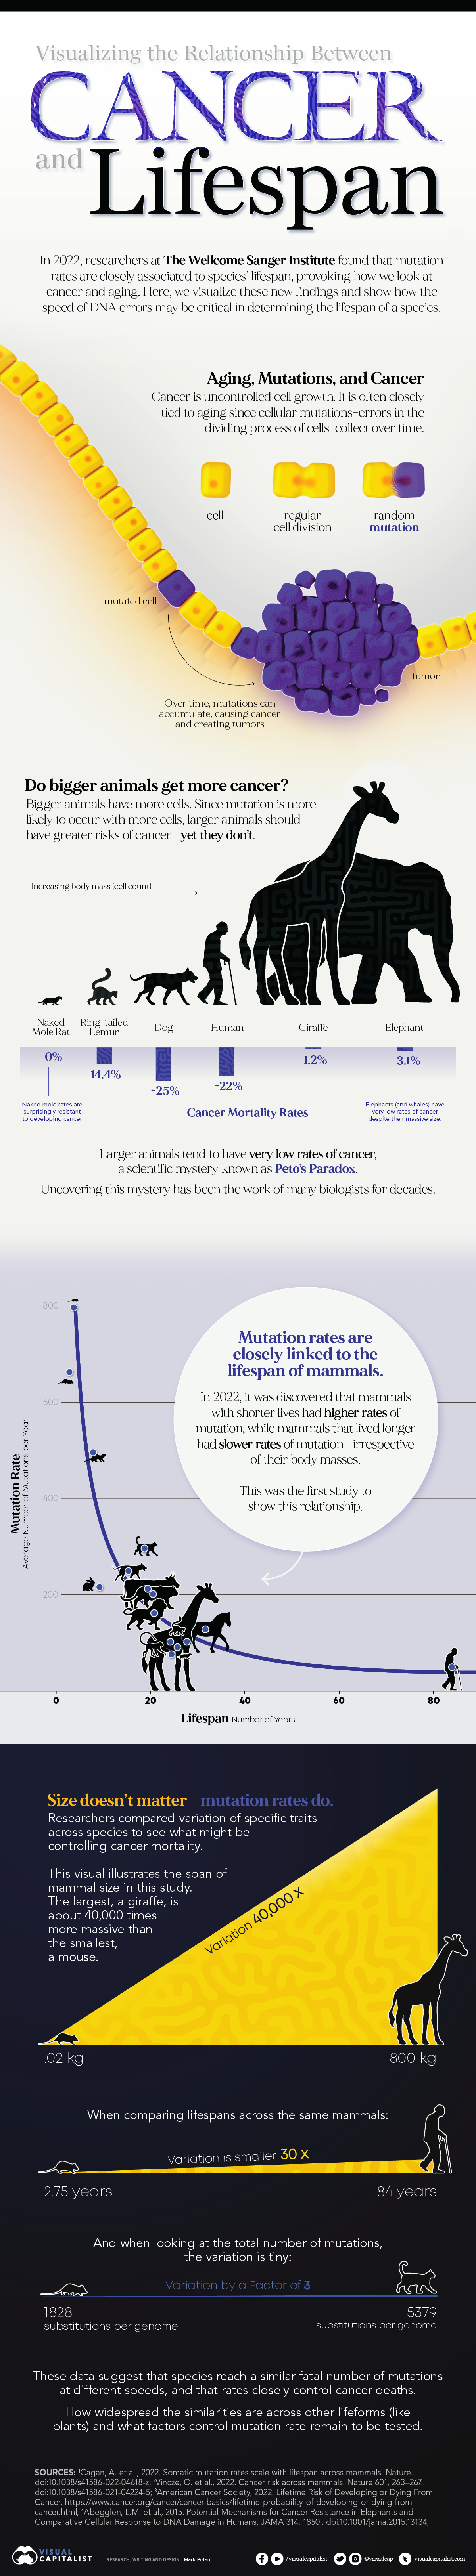 Visualizing the Relationship Between
CANCER
and
Lifespan
In 2022, researchers at The Wellcome Sanger Institute found that mutation
rates are closely associated to species' lifespan, provoking how we look at
cancer and aging. Here, we visualize these new findings and show how the
speed of DNA errors may be critical in determining the lifespan of a species.
Aging, Mutations, and Cancer
Cancer is uncontrolled cell growth. It is often closely
tied to aging since cellular mutations-errors in the
dividing process of cells-collect over time.
cell
regular
cell division
random
mutation
mutated cell
tumor
Over time, mutations can
accumulate, causing cancer
and creating tumors
Do bigger animals get more cancer?
Bigger animals have more cells. Since mutation is more
likely to occur with more cells, larger animals should
have greater risks of cancer—yet they don't.
Increasing body mass (cell count)
Naked
Mole Rat
Ring-tailed
Lemur
Dog
Human
Giraffe
Elephant
0%
14.4%
~25%
~22%
1.2%
3.1%
Naked mole rates are
surprisingly resistant
to developing cancer
Cancer Mortality Rates
Elephants (and whales) have
very low rates of cancer
despite their massive size.
Larger animals tend to have very low rates of cancer,
a scientific mystery known as Peto's Paradox.
Uncovering this mystery has been the work of many biologists for decades.
800
600
400
200
Mutation Rate
Average Number of Mutations per Year
Mutation rates are
closely linked to the
lifespan of mammals.
In 2022, it was discovered that mammals
with shorter lives had higher rates of
mutation, while mammals that lived longer
had slower rates of mutation—irrespective
of their body masses.
This was the first study to
show this relationship.
0
20
40
60
80
Lifespan Number of Years
Size doesn't matter—mutation rates do.
Researchers compared variation of specific traits
across species to see what might be
controlling cancer mortality.
This visual illustrates the span of
mammal size in this study.
The largest, a giraffe, is
about 40,000 times
more massive than
the smallest,
a mouse.
Variation 40,000 X
.02 kg
800 kg
When comparing lifespans across the same mammals:
Variation is smaller 30 X
2.75 years
84 years
And when looking at the total number of mutations,
the variation is tiny:
Variation by a Factor of 3
1828
substitutions per genome
5379
substitutions per genome
These data suggest that species reach a similar fatal number of mutations
at different speeds, and that rates closely control cancer deaths.
How widespread the similarities are across other lifeforms (like
plants) and what factors control mutation rate remain to be tested.
SOURCES: ¹Cagan, A. et al., 2022. Somatic mutation rates scale with lifespan across mammals. Nature..
doi:10.1038/s41586-022-04618-z; ²Vincze, O. et al., 2022. Cancer risk across mammals. Nature 601, 263–267..
doi:10.1038/s41586-021-04224-5; ³American Cancer Society, 2022. Lifetime Risk of Developing or Dying From
Cancer, https://www.cancer.org/cancer/cancer-basics/lifetime-probability-of-developing-or-dying-from-
cancer.html; ⁴Abegglen, L.M. et al., 2015. Potential Mechanisms for Cancer Resistance in Elephants and
Comparative Cellular Response to DNA Damage in Humans. JAMA 314, 1850.. doi:10.1001/jama.2015.13134;
VISUAL
CAPITALIST
RESEARCH, WRITING AND DESIGN Mark Belan
/visualcapitalist
@visualcap
visualcapitalist.com